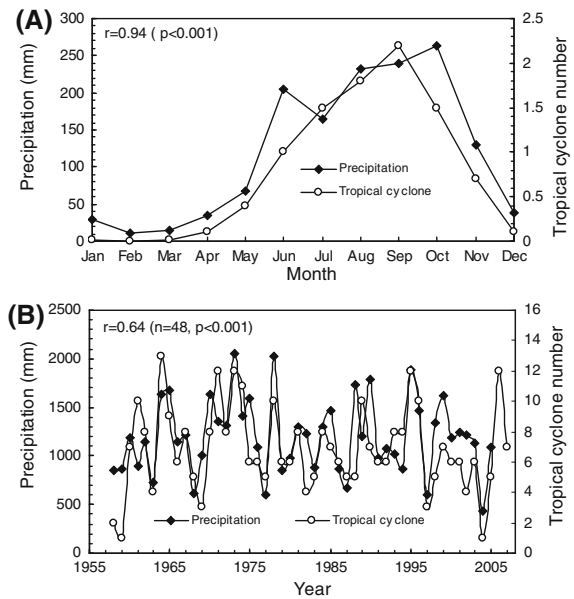 (A)
r=0.94 ( p<0.001)
Precipitation (mm)
300
250
200
150
100
50
0
Tropical cyclone number
2.5
2
1.5
1
0.5
0
Precipitation
Tropical cyclone
Jan Feb Mar Apr May Jun Jul Aug Sep Oct Nov Dec
Month
(B)
r=0.64 (n=48, p<0.001)
Precipitation (mm)
2500
2000
1500
1000
500
0
Tropical cyclone number
16
14
12
10
8
6
4
2
0
Precipitation Tropical cyclone
1955 1965 1975 1985 1995 2005
Year